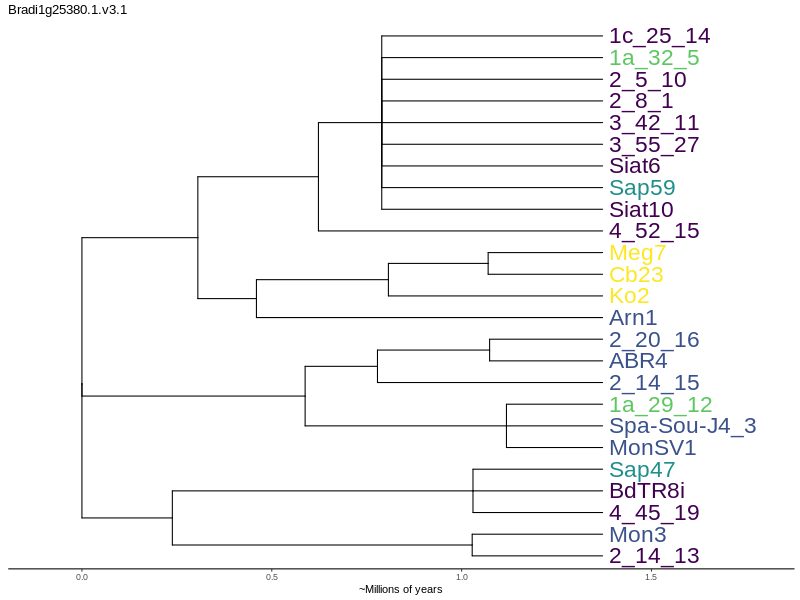 Bradi1g25380.1.v3.1
1c_25_14
1a_32_5
2_5_10
2_8_1
3_42_11
3_55_27
Siat6
Sap59
Siat10
4_52_15
Meg7
Cb23
Ko2
Arn1
2_20_16
ABR4
2_14_15
1a_29_12
Spa-Sou-J4_3
MonSV1
Sap47
BdTR8i
4_45_19
Mon3
2_14_13
0.0 0.5 1.0 1.5
~Millions of years